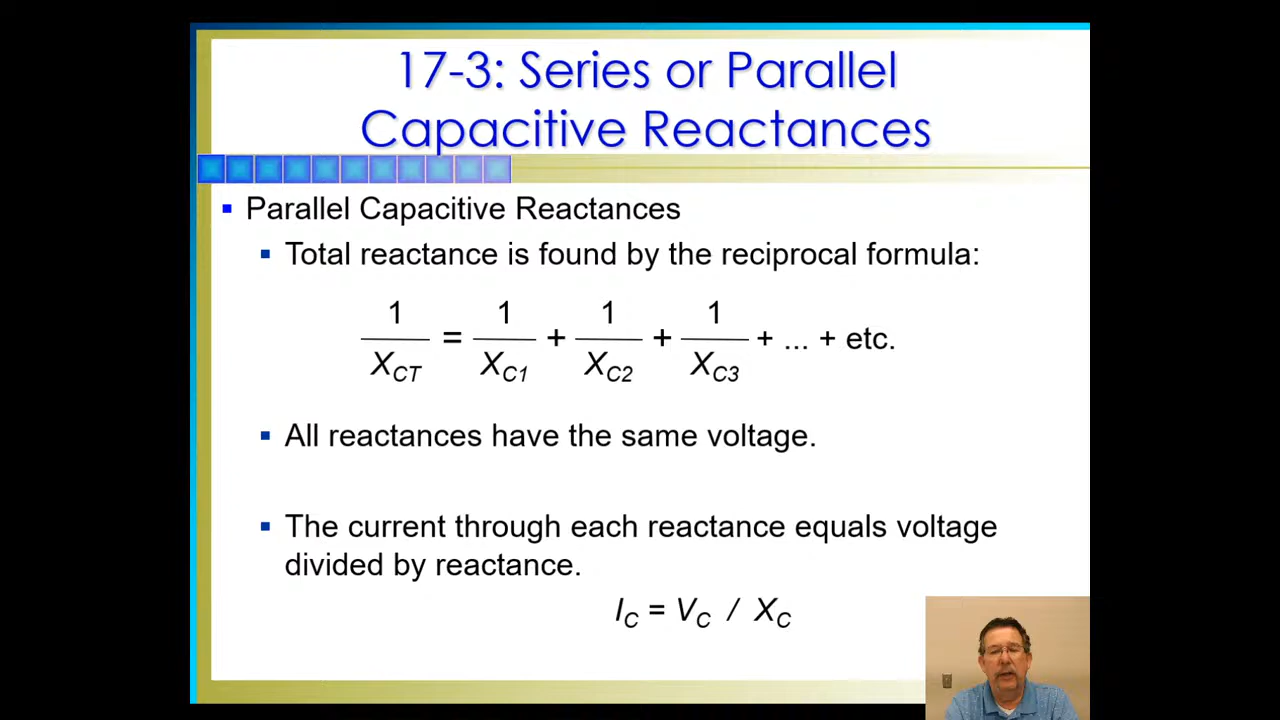 17-3: Series or Parallel
Capacitive Reactances
▪ Parallel Capacitive Reactances
▪ Total reactance is found by the reciprocal formula:
1/X_CT = 1/X_C1 + 1/X_C2 + 1/X_C3 + ... + etc.
▪ All reactances have the same voltage.
▪ The current through each reactance equals voltage
divided by reactance.
I_C = V_C / X_C